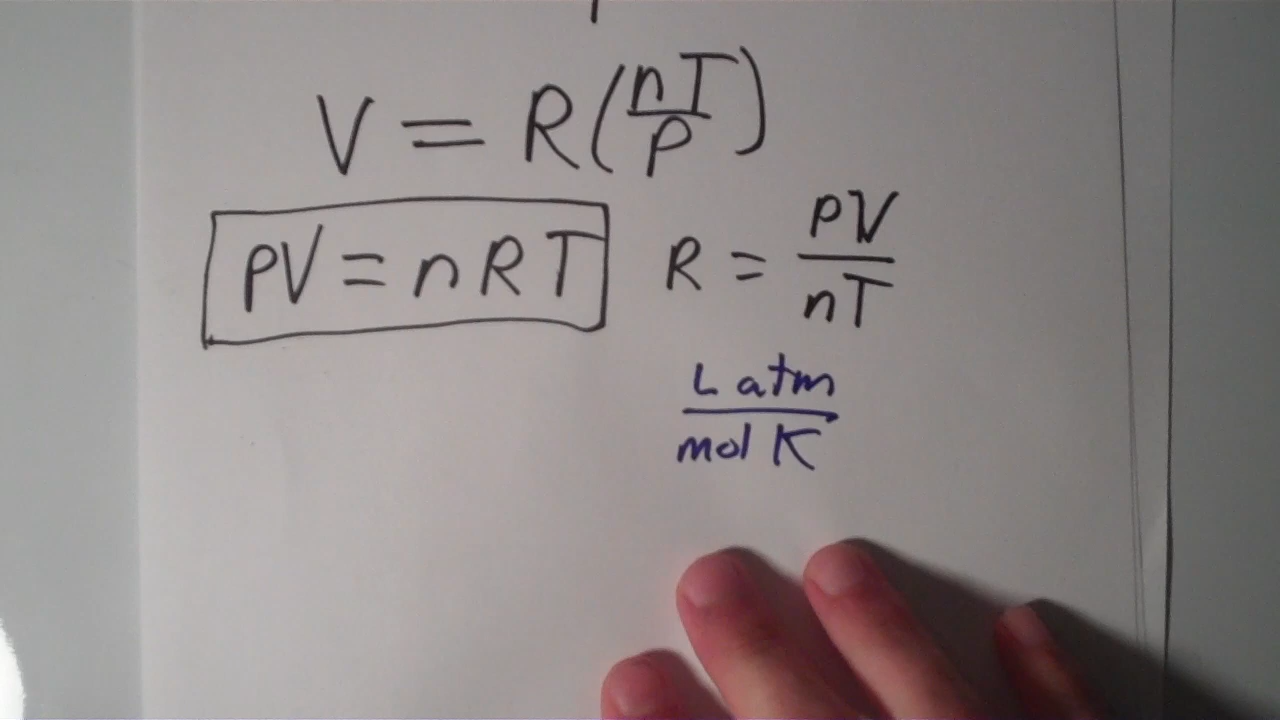 V = R(nT/P)
PV = nRT
R = PV/nT
L atm
mol K